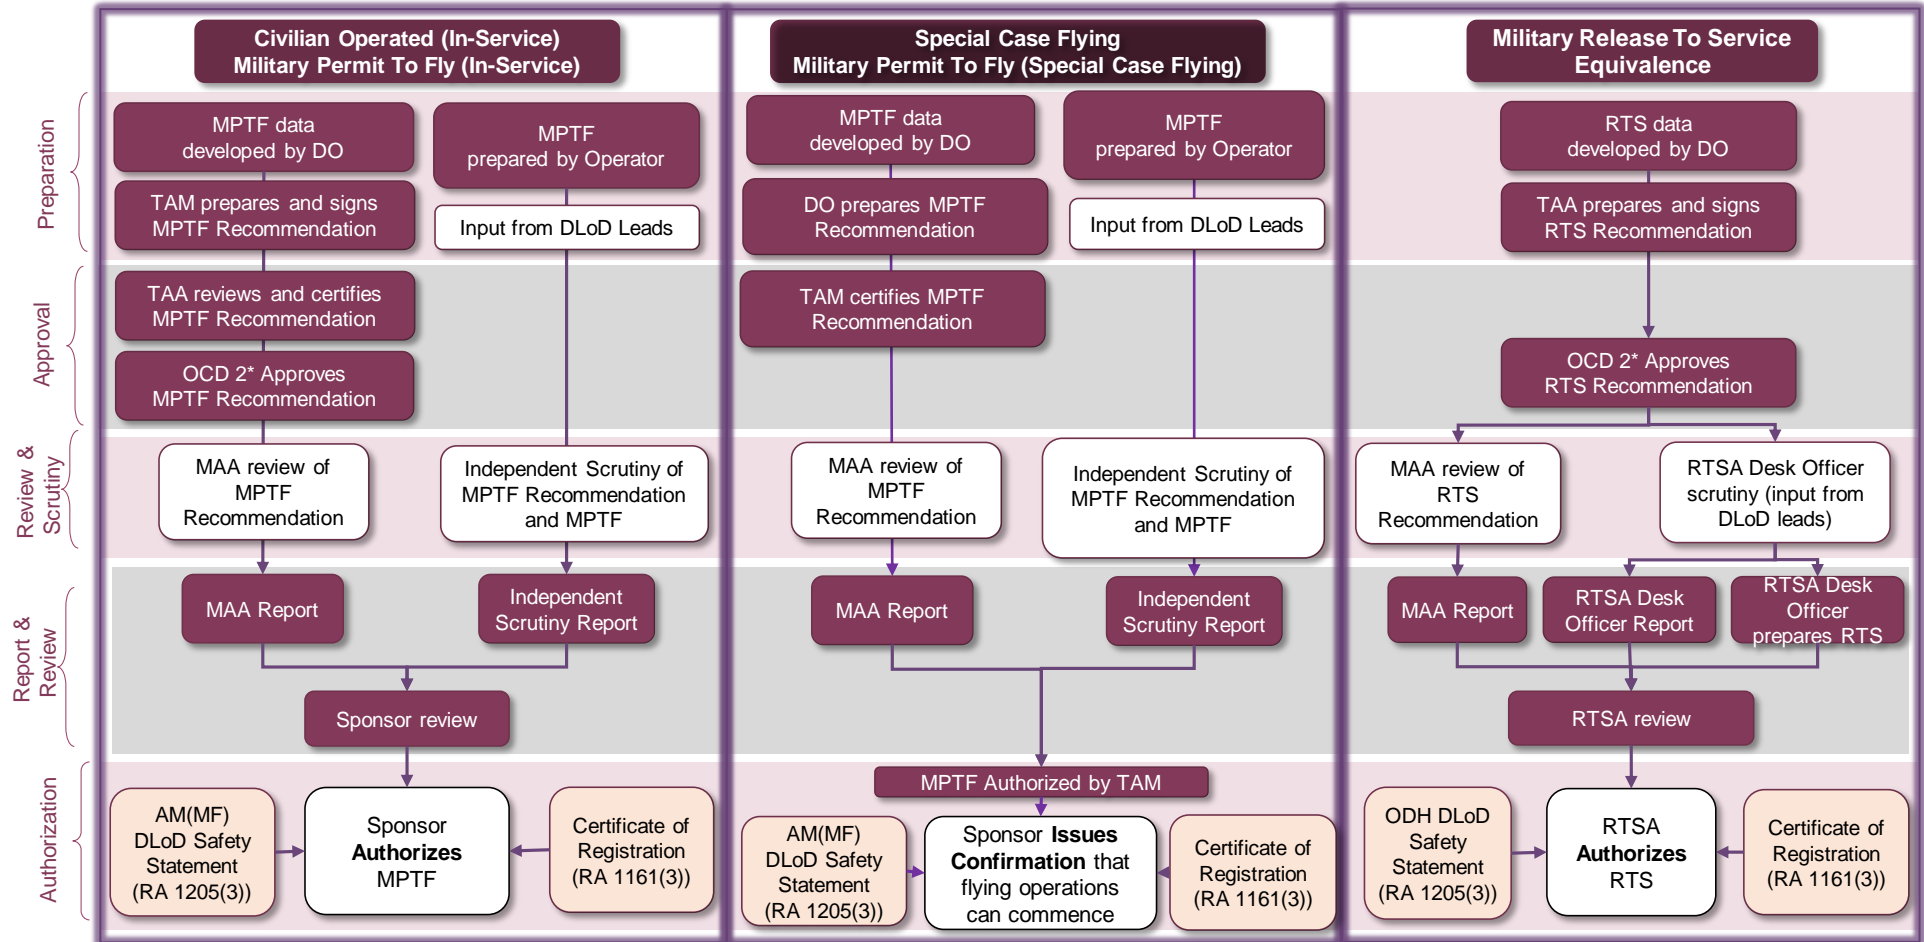 Civilian Operated (In-Service)
Military Permit To Fly (In-Service)
Special Case Flying
Military Permit To Fly (Special Case Flying)
Military Release To Service
Equivalence
Preparation
MPTF data
developed by DO
MPTF
prepared by Operator
TAM prepares and signs
MPTF Recommendation
Input from DLoD Leads
MPTF data
developed by DO
MPTF
prepared by Operator
DO prepares MPTF
Recommendation
Input from DLoD Leads
RTS data
developed by DO
TAA prepares and signs
RTS Recommendation
Approval
TAA reviews and certifies
MPTF Recommendation
OCD 2* Approves
MPTF Recommendation
TAM certifies MPTF
Recommendation
OCD 2* Approves
RTS Recommendation
Review &
Scrutiny
MAA review of
MPTF
Recommendation
Independent Scrutiny of
MPTF Recommendation
and MPTF
MAA review of
MPTF
Recommendation
Independent Scrutiny of
MPTF Recommendation
and MPTF
MAA review of
RTS
Recommendation
RTSA Desk Officer
scrutiny (input from
DLoD leads)
Report &
Review
MAA Report
Independent
Scrutiny Report
Sponsor review
MAA Report
Independent
Scrutiny Report
MAA Report
RTSA Desk
Officer Report
RTSA Desk
Officer
prepares RTS
RTSA review
Authorization
AM(MF)
DLoD Safety
Statement
(RA 1205(3))
Sponsor
Authorizes
MPTF
Certificate of
Registration
(RA 1161(3))
MPTF Authorized by TAM
AM(MF)
DLoD Safety
Statement
(RA 1205(3))
Sponsor Issues
Confirmation that
flying operations
can commence
Certificate of
Registration
(RA 1161(3))
ODH DLoD
Safety
Statement
(RA 1205(3))
RTSA
Authorizes
RTS
Certificate of
Registration
(RA 1161(3))